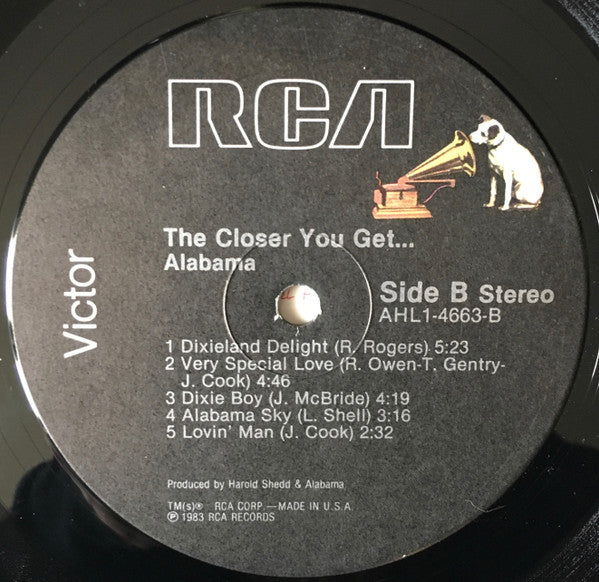 RCA
Victor
The Closer You Get...
Alabama
Side B Stereo
AHL1-4663-B
1 Dixieland Delight (R. Rogers) 5:23
2 Very Special Love (R. Owen-T. Gentry-
J. Cook) 4:46
3 Dixie Boy (J. McBride) 4:19
4 Alabama Sky (L. Shell) 3:16
5 Lovin' Man (J. Cook) 2:32
Produced by Harold Shedd & Alabama
TM(s)® RCA CORP.—MADE IN U.S.A.
℗ 1983 RCA RECORDS